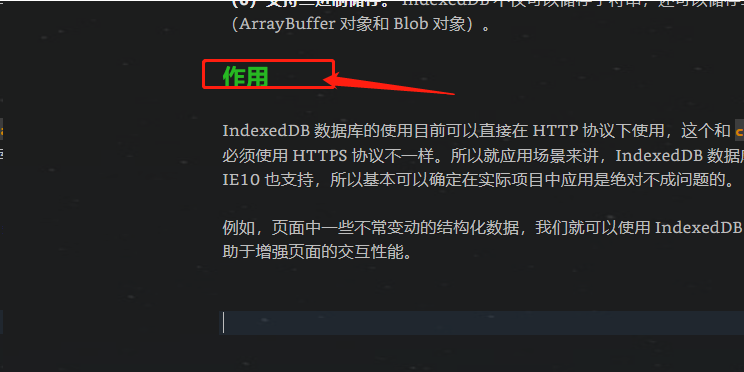 (6）支持二进制储存。 IndexedDB 不仅可以储存字符串，还可以储存二
（ArrayBuffer 对象和 Blob 对象）。
作用
IndexedDB 数据库的使用目前可以直接在 HTTP 协议下使用，这个和 c
必须使用 HTTPS 协议不一样。所以就应用场景来讲，IndexedDB 数据库
IE10 也支持，所以基本可以确定在实际项目中应用是绝对不成问题的。
例如，页面中一些不常变动的结构化数据，我们就可以使用 IndexedDB
助于增强页面的交互性能。